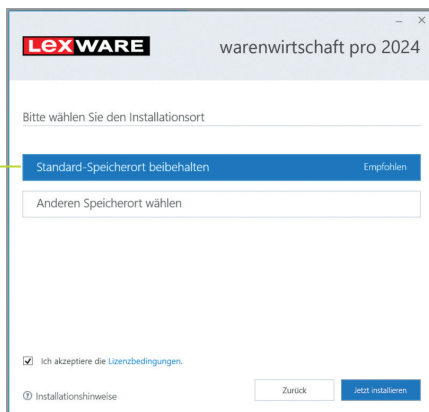 LEXWARE
warenwirtschaft pro 2024
Bitte wählen Sie den Installationsort
Standard-Speicherort beibehalten Empfohlen
Anderen Speicherort wählen
Ich akzeptiere die Lizenzbedingungen.
Installationshinweise Zurück Jetzt installieren